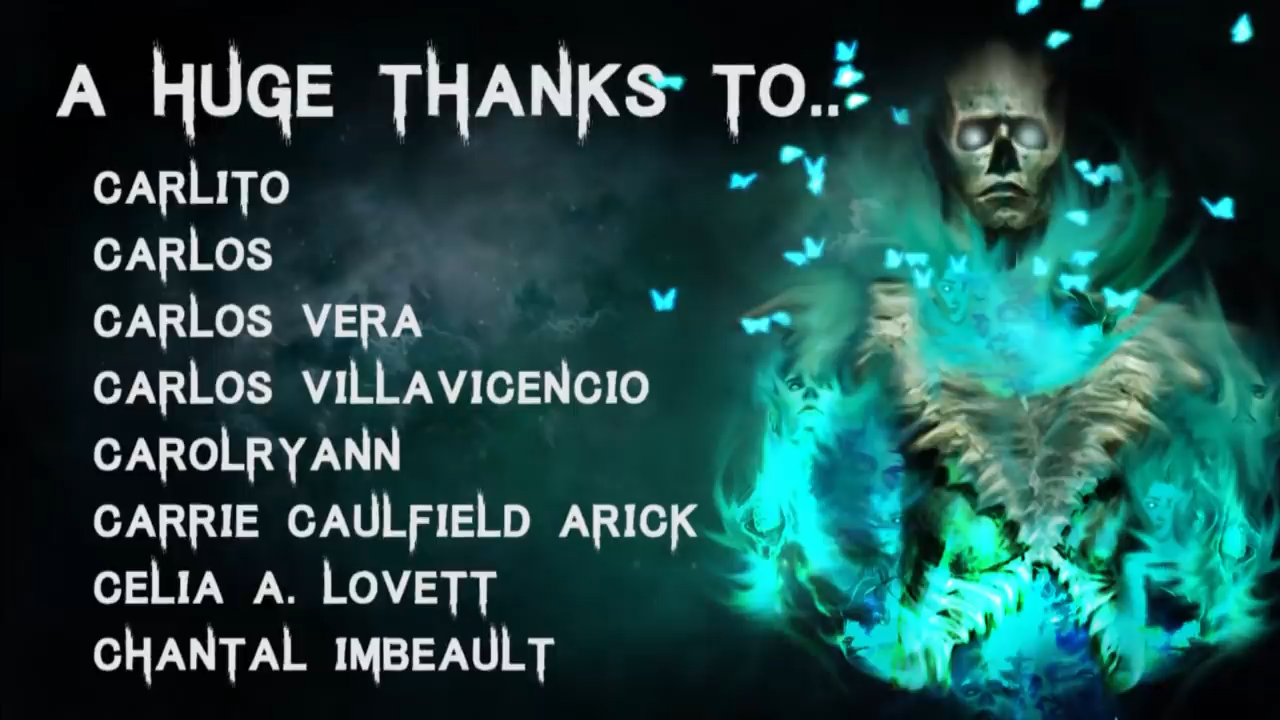 A HUGE THANKS TO..
CARLITO
CARLOS
CARLOS VERA
CARLOS VILLAVICENCIO
CAROLRYANN
CARRIE CAULFIELD ARICK
CELIA A. LOVETT
CHANTAL IMBEAULT